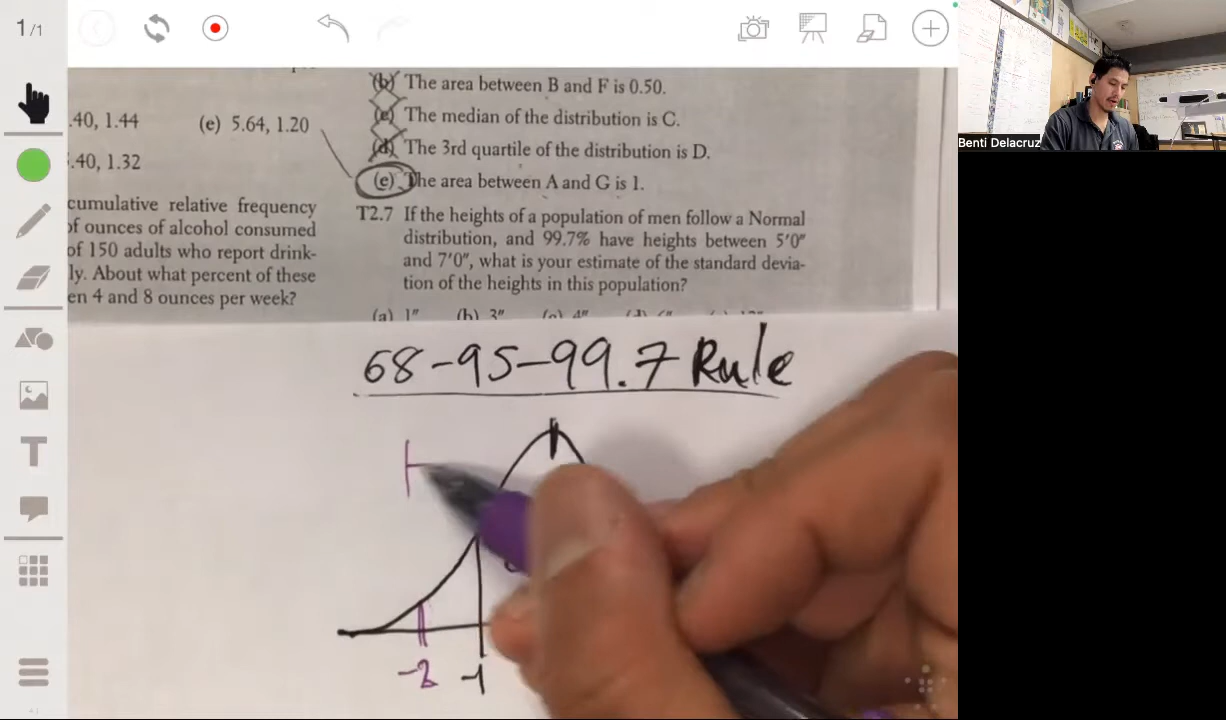 1/1
(b) The area between B and F is 0.50.
.40, 1.44 (e) 5.64, 1.20
(c) The median of the distribution is C.
.40, 1.32
(d) The 3rd quartile of the distribution is D.
(e) The area between A and G is 1.
cumulative relative frequency
of ounces of alcohol consumed
of 150 adults who report drink-
ly. About what percent of these
en 4 and 8 ounces per week?
T2.7 If the heights of a population of men follow a Normal
distribution, and 99.7% have heights between 5′0″
and 7′0″, what is your estimate of the standard devia-
tion of the heights in this population?
(a) 1″ (b) 3″ (c) 4″ (d) 6″
68-95-99.7 Rule
-2 -1
T
Benti Delacruz